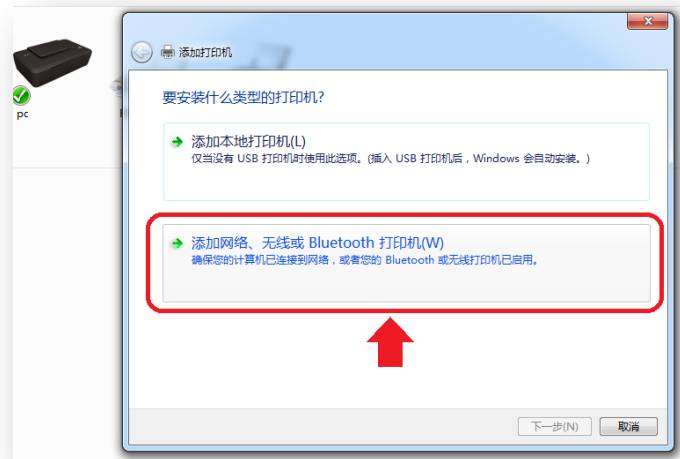 添加打印机
pc
要安装什么类型的打印机?
添加本地打印机(L)
仅当没有 USB 打印机时使用此选项。(插入 USB 打印机后，Windows 会自动安装。)
添加网络、无线或 Bluetooth 打印机(W)
确保您的计算机已连接到网络，或者您的 Bluetooth 或无线打印机已启用。
下一步(N)
取消